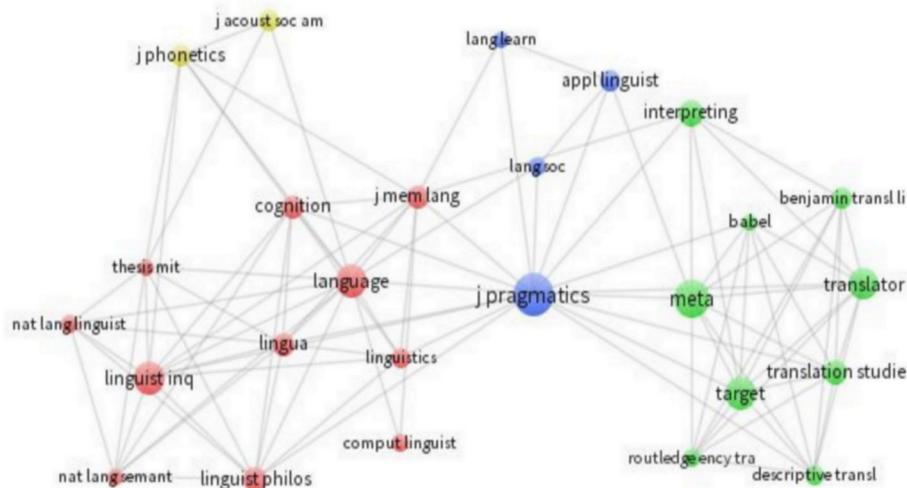 j acoust soc am
j phonetics
lang learn
appl linguist
interpreting
lang soc
cognition
j mem lang
benjamin transl li
babel
thesis mit
language
j pragmatics
meta
translator
nat lang linguist
lingua
linguistics
linguist inq
translation studie
target
comput linguist
routledge ency tra
nat lang semant
linguist philos
descriptive transl